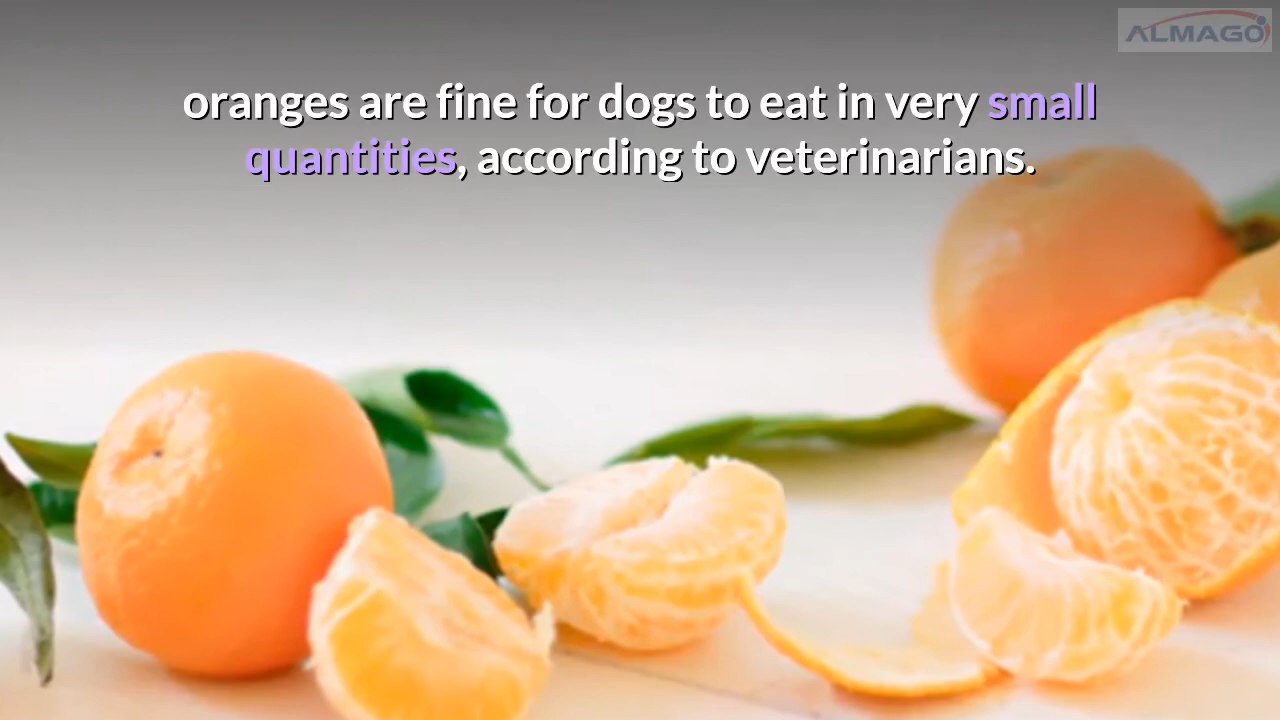 ALMAGO
oranges are fine for dogs to eat in very small
quantities, according to veterinarians.